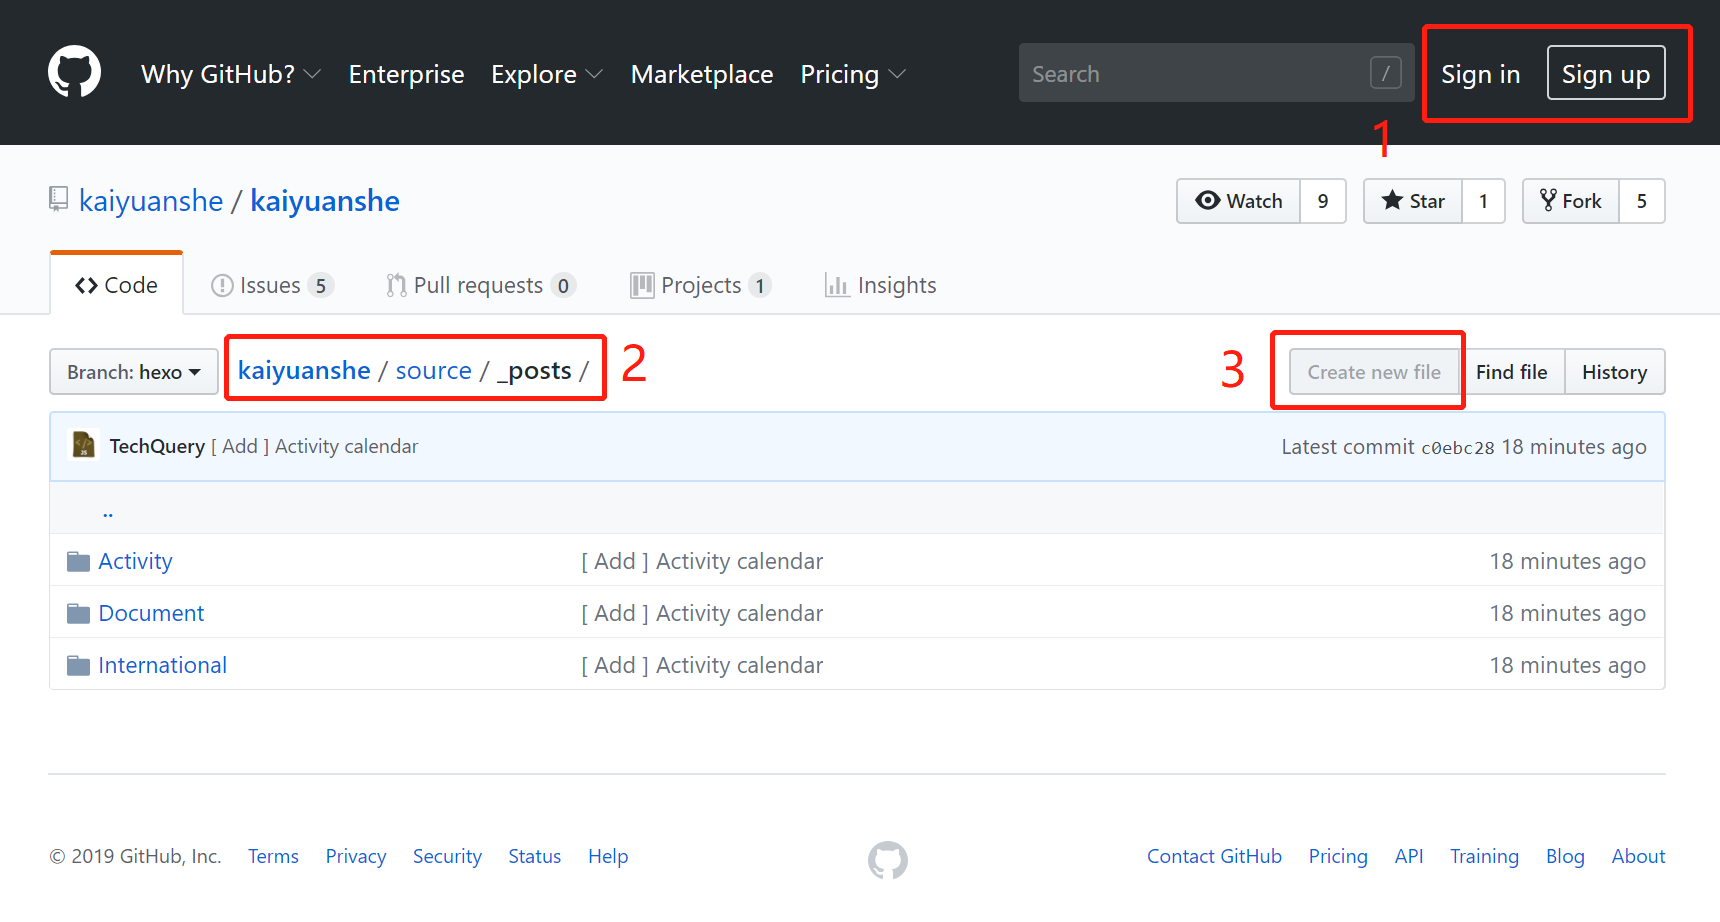 Why GitHub? Enterprise Explore Marketplace Pricing Search / Sign in Sign up
1
kaiyuanshe / kaiyuanshe Watch 9 Star 1 Fork 5
Code Issues 5 Pull requests 0 Projects 1 Insights
Branch: hexo kaiyuanshe / source / _posts / 2 3 Create new file Find file History
TechQuery [ Add ] Activity calendar Latest commit c0ebc28 18 minutes ago
..
Activity [ Add ] Activity calendar 18 minutes ago
Document [ Add ] Activity calendar 18 minutes ago
International [ Add ] Activity calendar 18 minutes ago
© 2019 GitHub, Inc. Terms Privacy Security Status Help Contact GitHub Pricing API Training Blog About